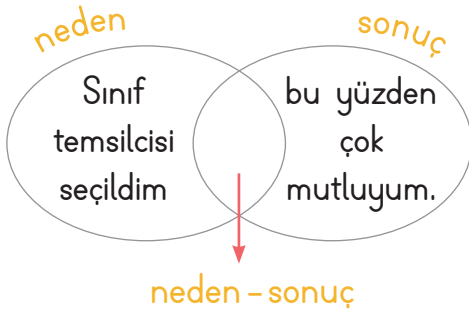 neden
sonuç
Sınıf
temsilcisi
seçildim
bu yüzden
çok
mutluyum.
neden – sonuç